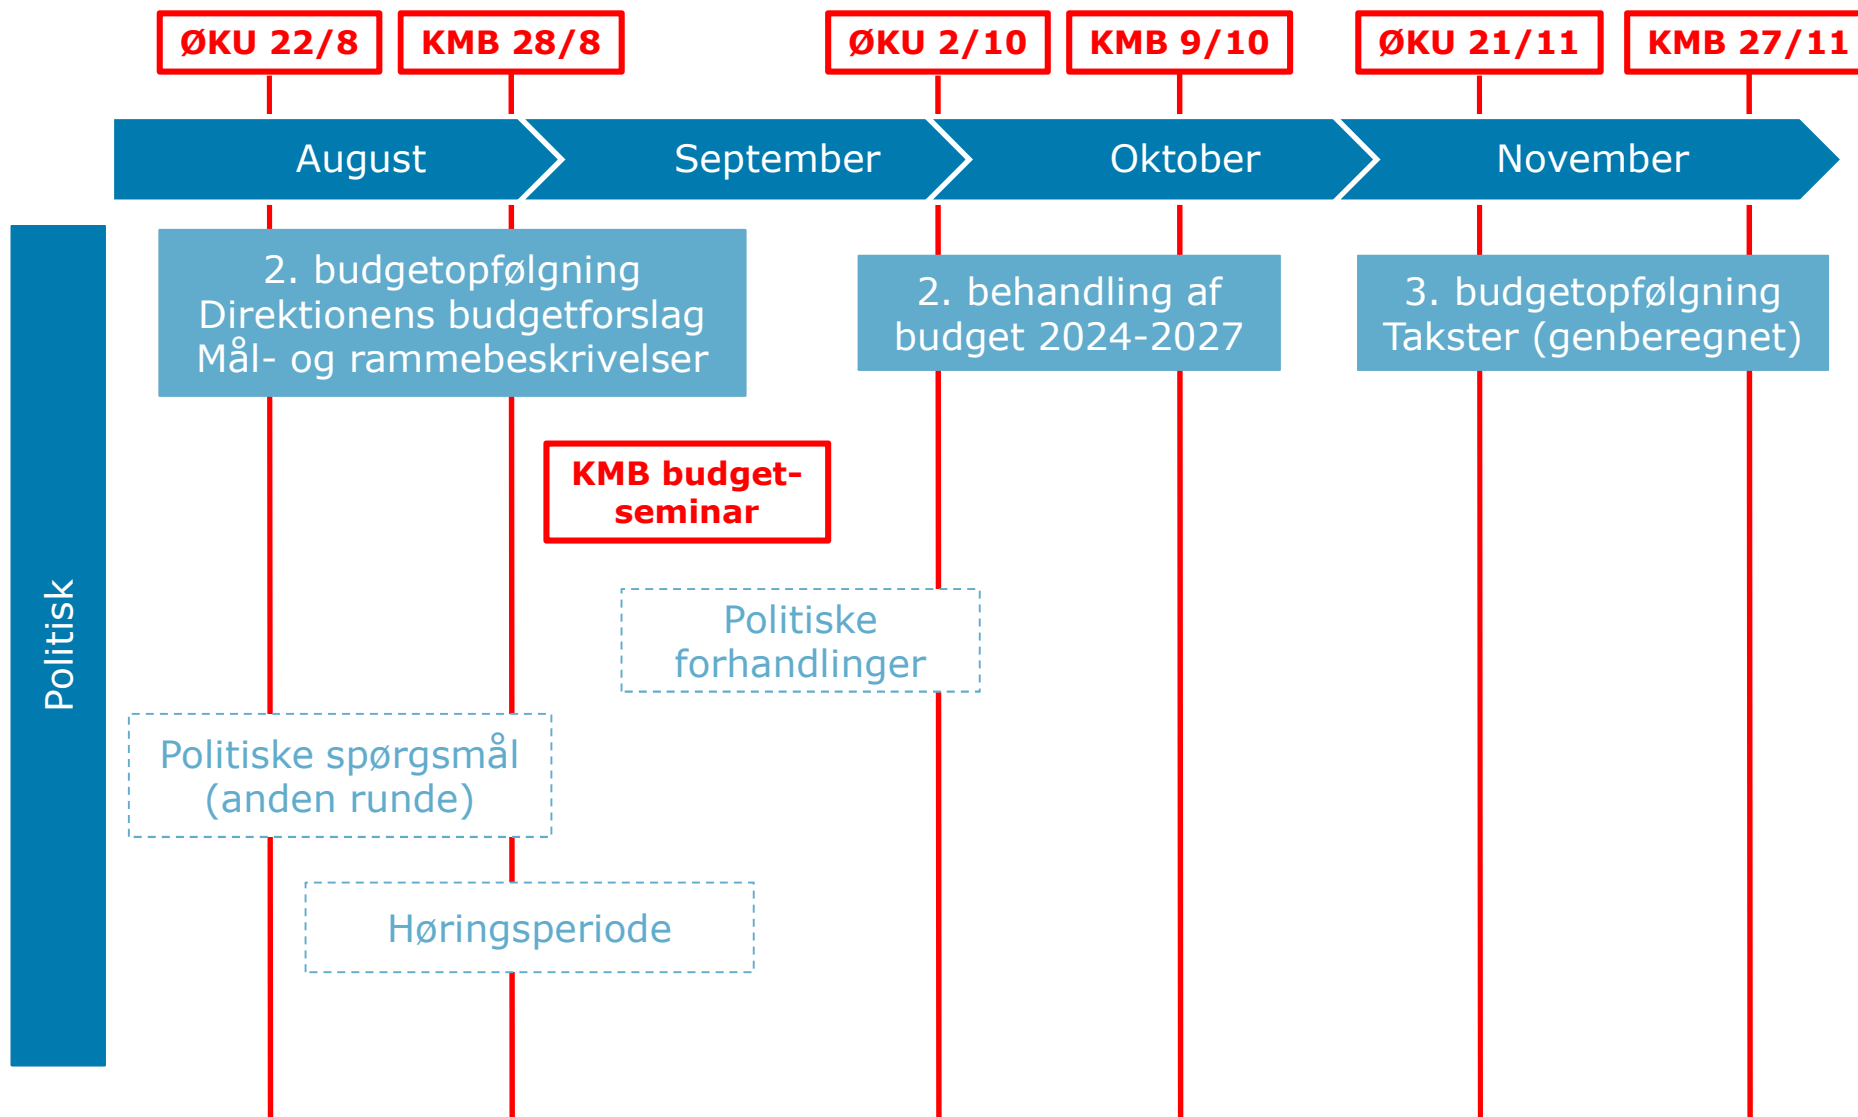 ØKU 22/8
KMB 28/8
ØKU 2/10
KMB 9/10
ØKU 21/11
KMB 27/11
August
September
Oktober
November
Politisk
2. budgetopfølgning
Direktionens budgetforslag
Mål- og rammebeskrivelser
2. behandling af
budget 2024-2027
3. budgetopfølgning
Takster (genberegnet)
KMB budget-
seminar
Politiske
forhandlinger
Politiske spørgsmål
(anden runde)
Høringsperiode